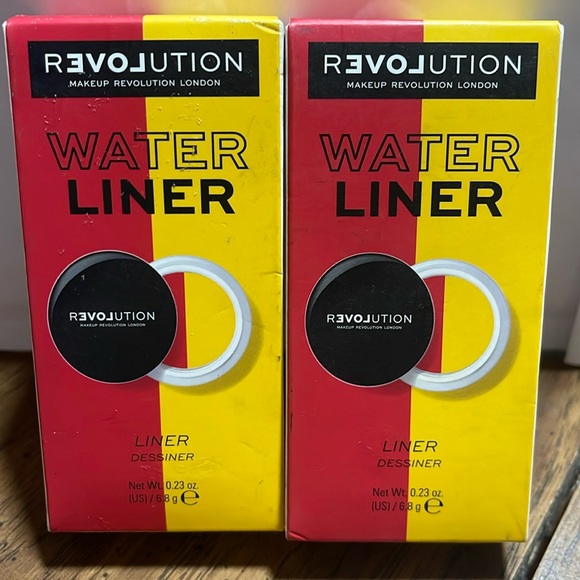 REVOLUTION
MAKEUP REVOLUTION LONDON
WATER
LINER
REVOLUTION
MAKEUP REVOLUTION LONDON
LINER
DESSINER
Net Wt. 0.23 oz.
(US) / 6.8 g ℮
REVOLUTION
MAKEUP REVOLUTION LONDON
WATER
LINER
REVOLUTION
MAKEUP REVOLUTION LONDON
LINER
DESSINER
Net Wt. 0.23 oz.
(US) / 6.8 g ℮